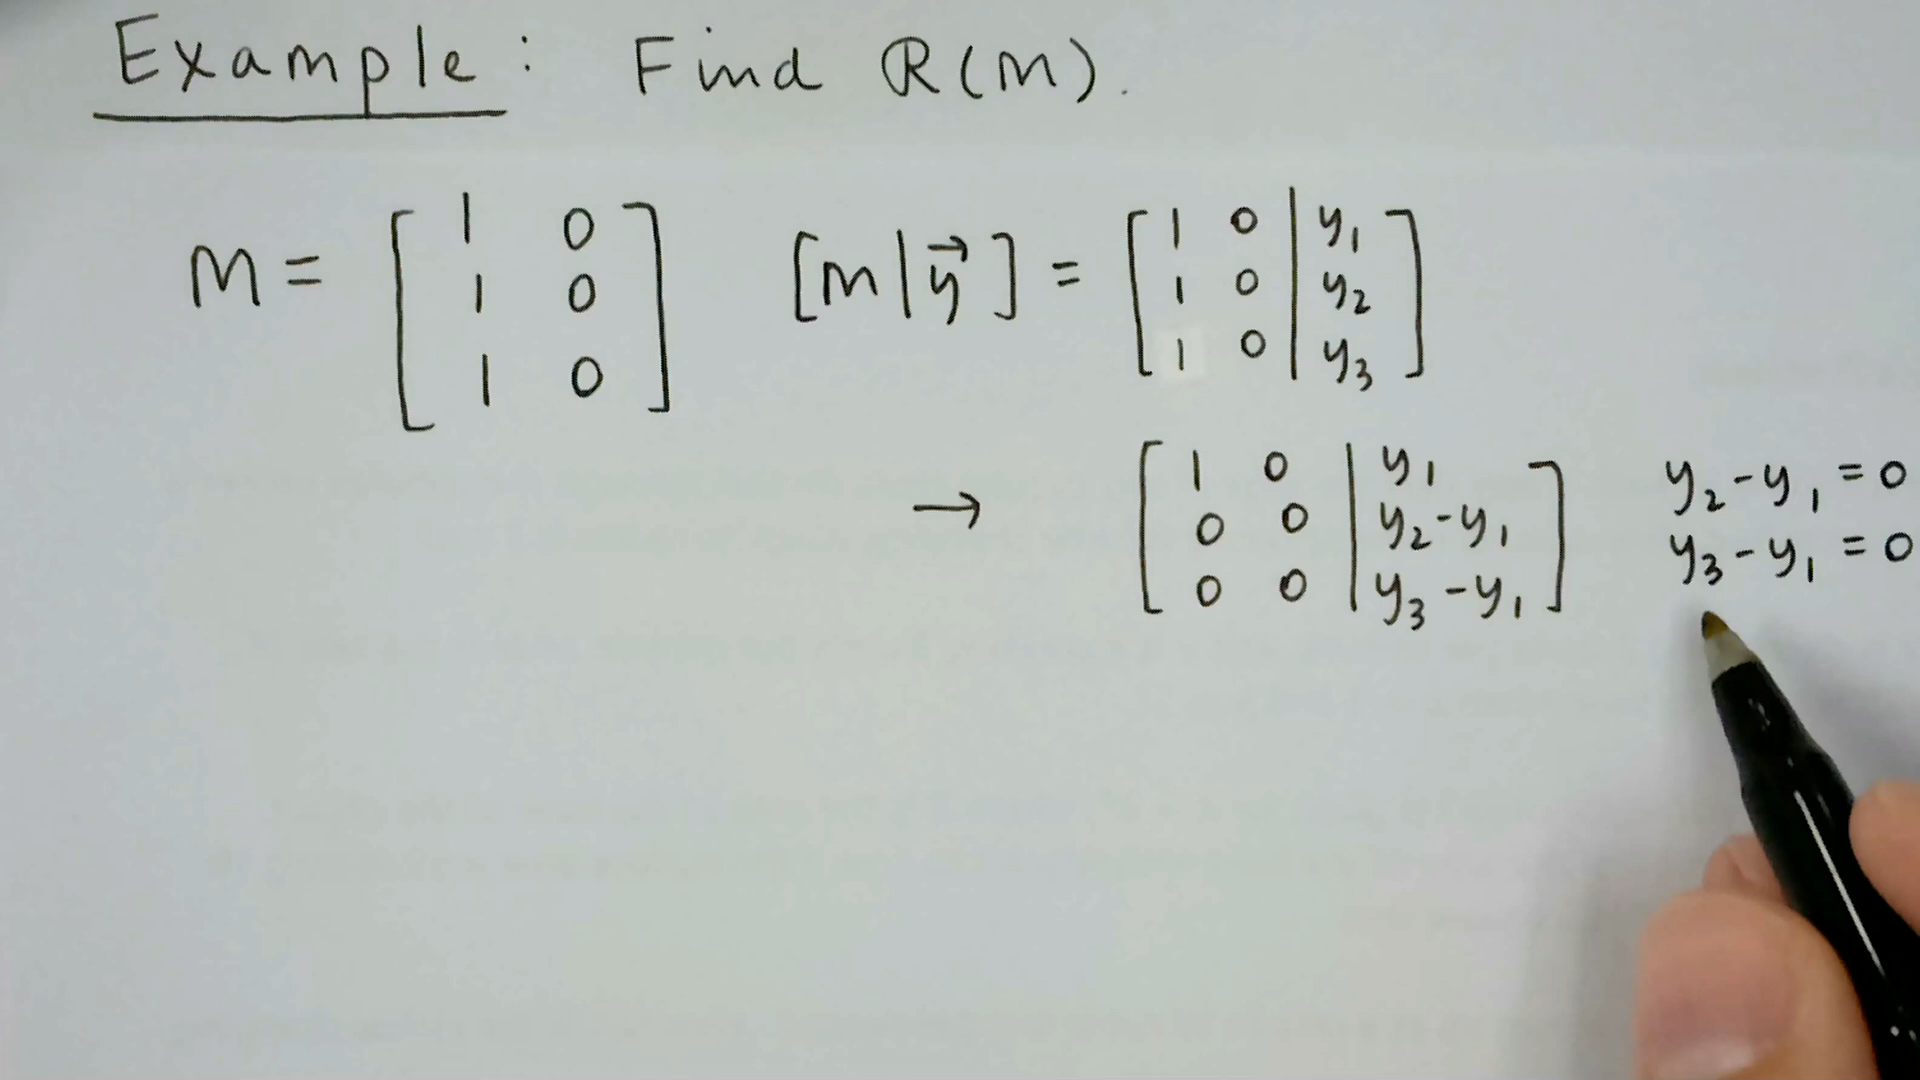 Example: Find R(M).
M = [ 1 0   [M | y⃗ ] = [ 1 0 | y₁
1 0   1 0 | y₂
1 0 ]   1 0 | y₃ ]
→ [ 1 0 | y₁   y₂ - y₁ = 0
0 0 | y₂ - y₁   y₃ - y₁ = 0
0 0 | y₃ - y₁ ]